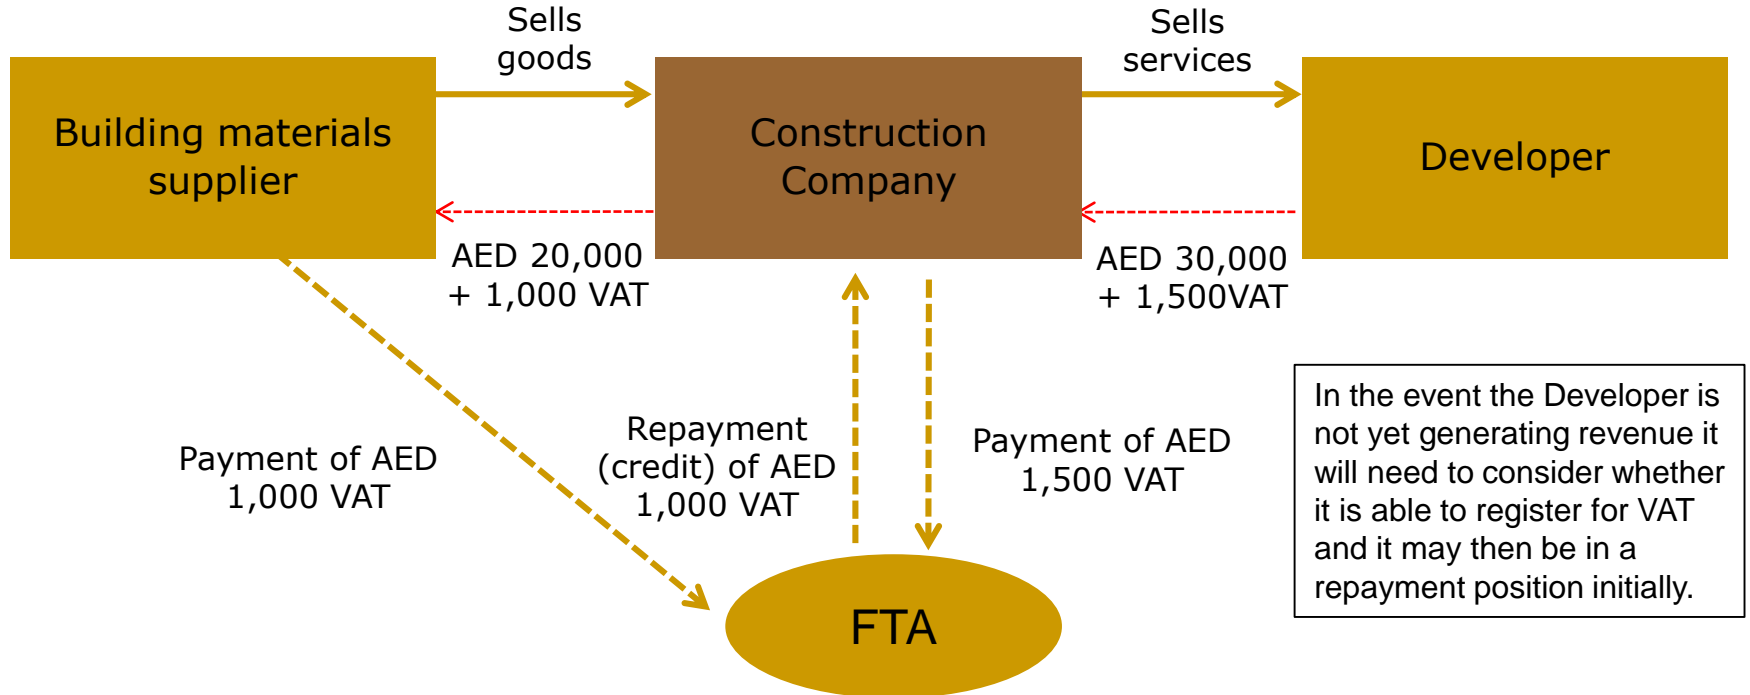 Sells
goods
Sells
services
Building materials
supplier
Construction
Company
Developer
AED 20,000
+ 1,000 VAT
AED 30,000
+ 1,500VAT
Payment of AED
1,000 VAT
Repayment
(credit) of AED
1,000 VAT
Payment of AED
1,500 VAT
In the event the Developer is
not yet generating revenue it
will need to consider whether
it is able to register for VAT
and it may then be in a
repayment position initially.
FTA